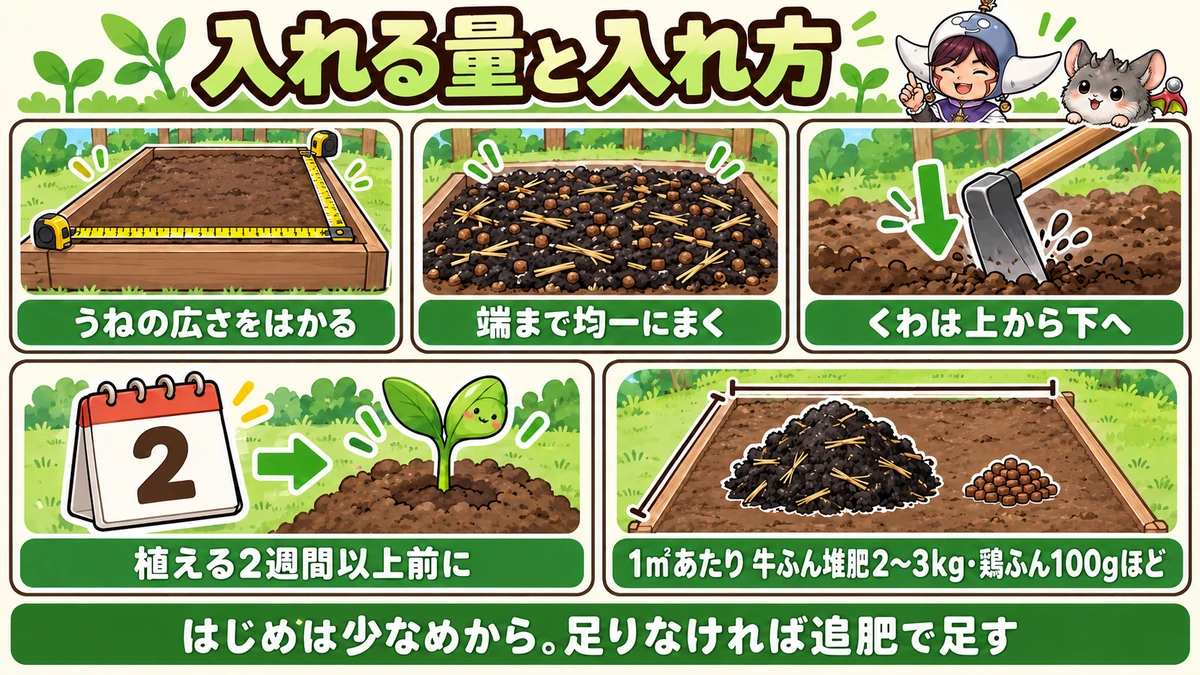 入れる量と入れ方
うねの広さをはかる
端まで均一にまく
くわは上から下へ
2
植える2週間以上前に
1㎡あたり 牛ふん堆肥2〜3kg・鶏ふん100gほど
はじめは少なめから。足りなければ追肥で足す